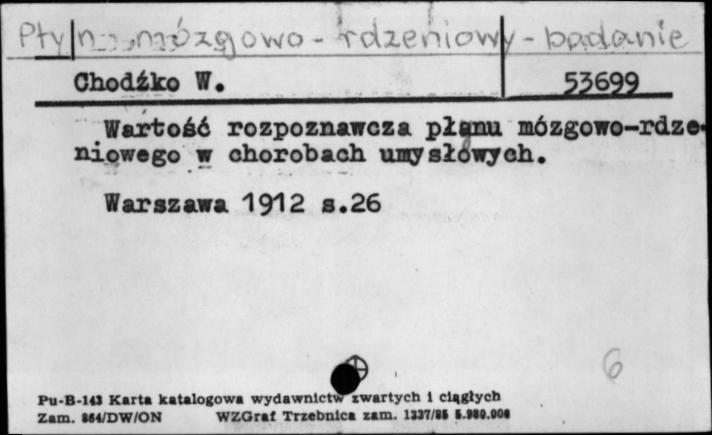 Płyn mózgowo-rdzeniowy - badanie
Chodźko W. 53699
Wartość rozpoznawcza płynu mózgowo-rdze-
niowego w chorobach umysłowych.
Warszawa 1912 s.26
6
Pu-B-143 Karta katalogowa wydawnictw zwartych i ciągłych
Zam. 864/DW/ON WZGraf Trzebnica zam. 1337/85 5.980.000